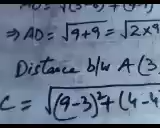 ⇒ AD = √9+9 = √2×9
Distance b/w A (3,
C = √(9-3)²+(4-4